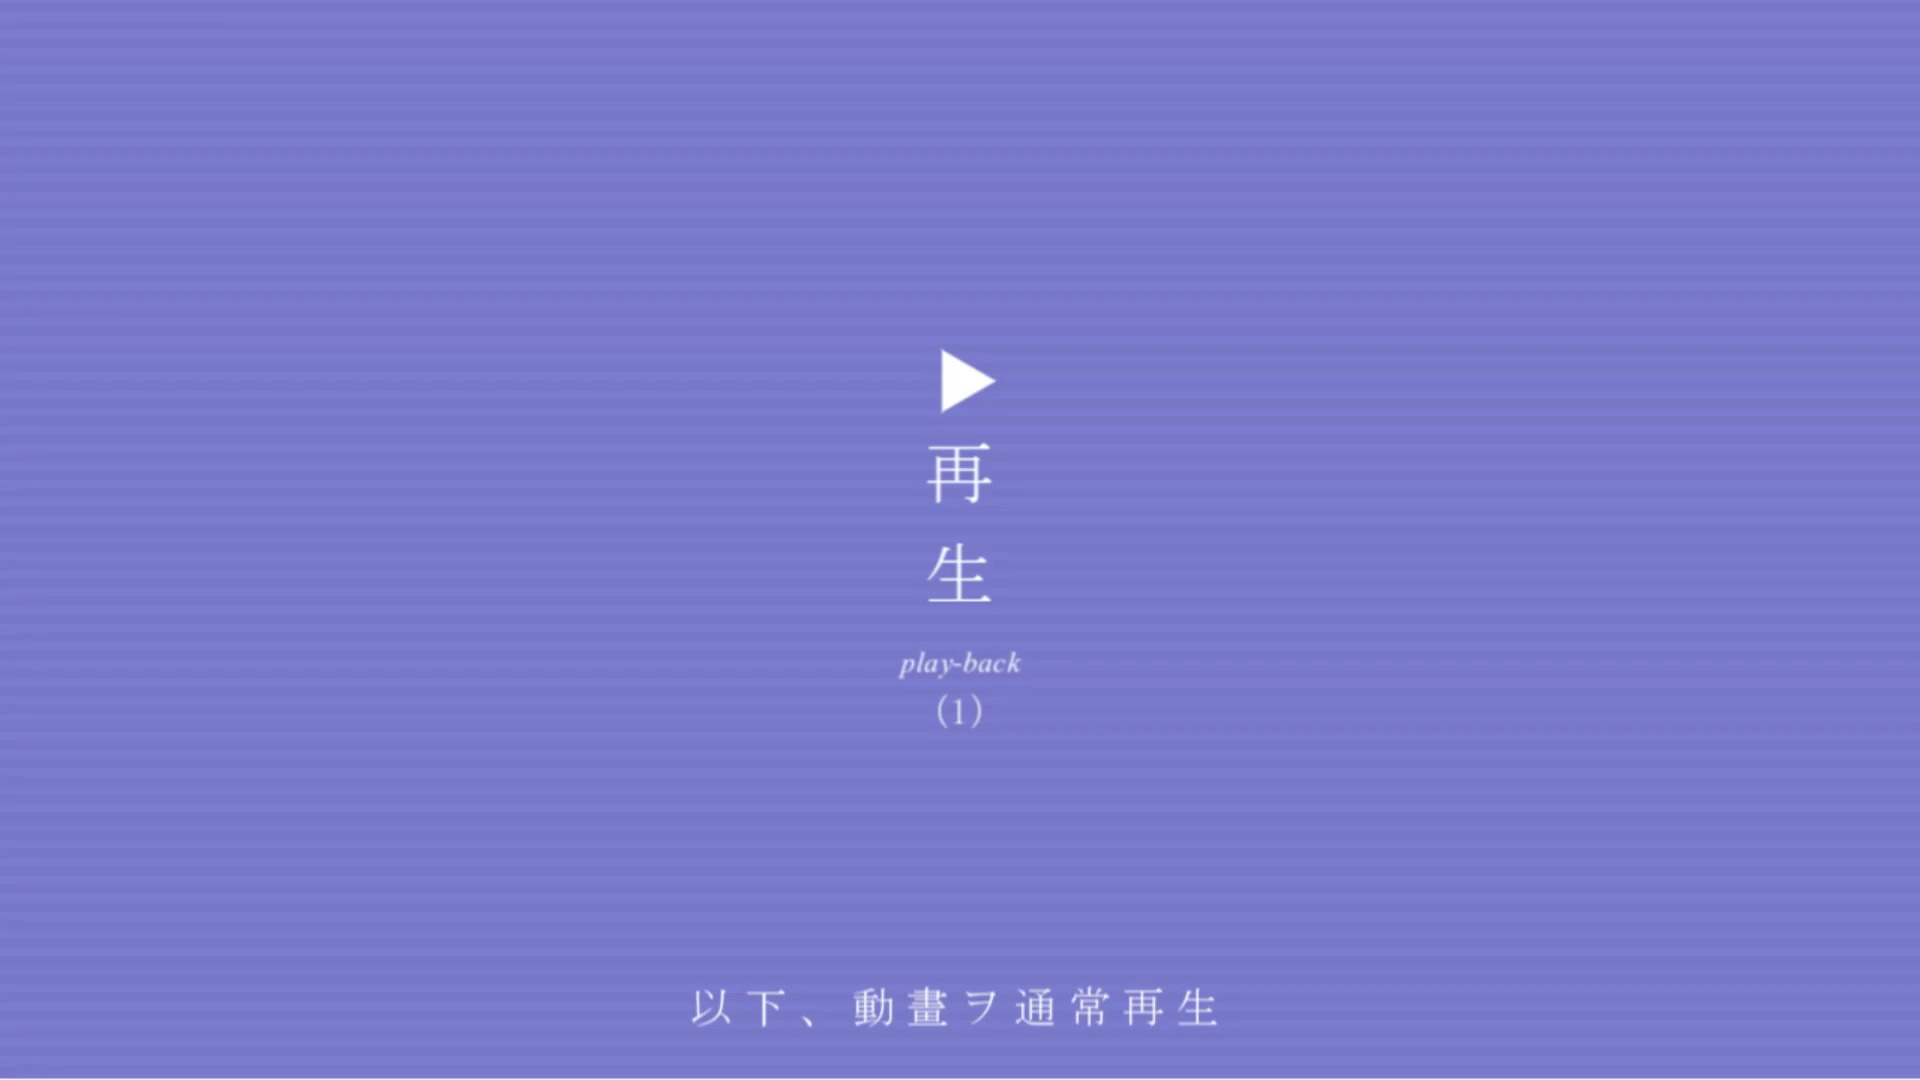 ▶
再
生
play-back
(1)
以下、動畫ヲ通常再生